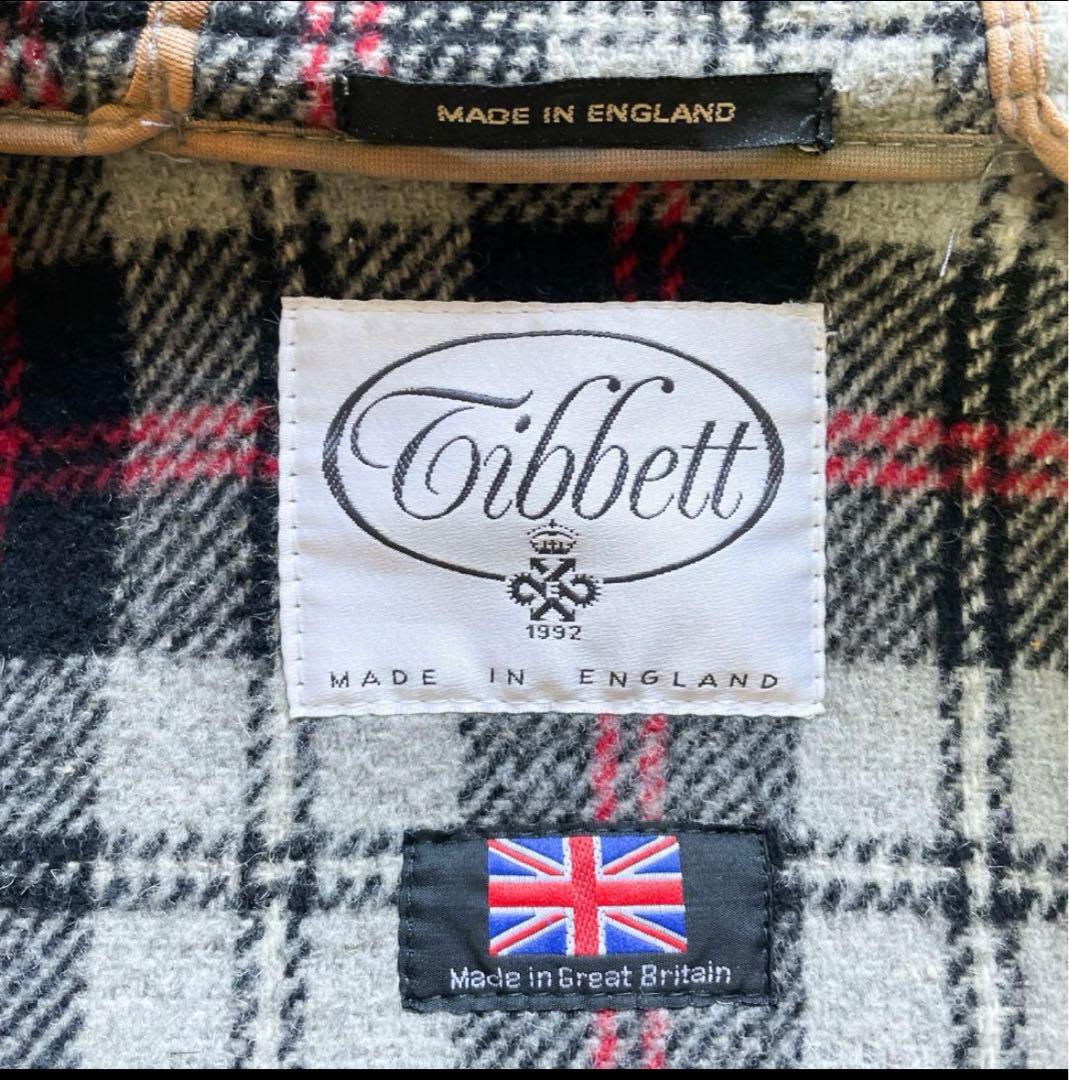 MADE IN ENGLAND
Tibbett
E
1992
MADE IN ENGLAND
Made in Great Britain